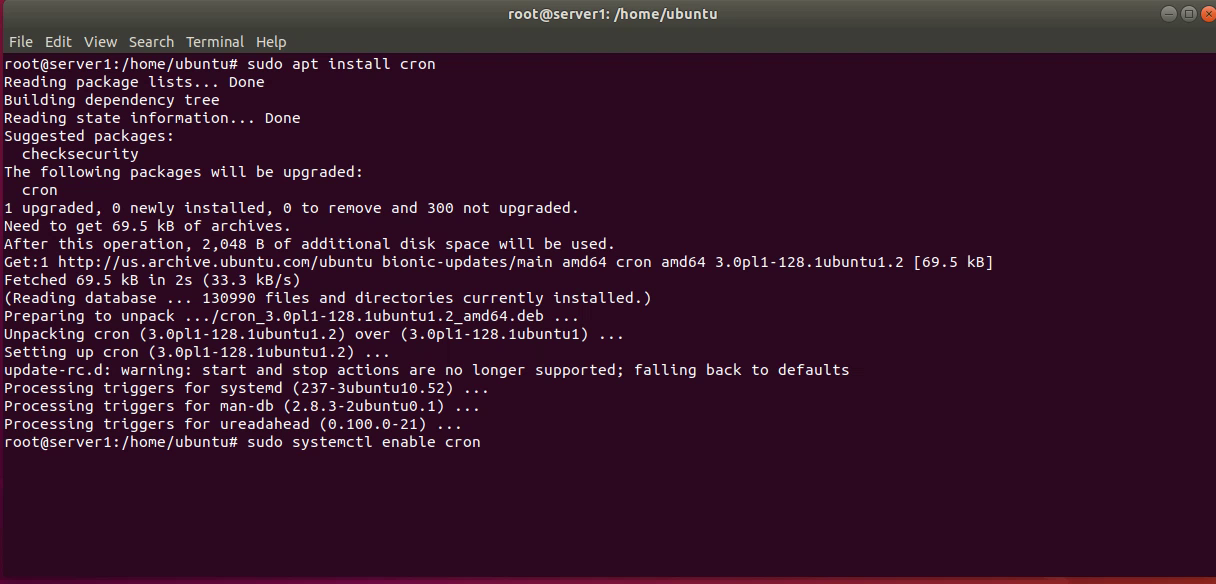 root@server1: /home/ubuntu
File Edit View Search Terminal Help
root@server1:/home/ubuntu# sudo apt install cron
Reading package lists... Done
Building dependency tree
Reading state information... Done
Suggested packages:
  checksecurity
The following packages will be upgraded:
  cron
1 upgraded, 0 newly installed, 0 to remove and 300 not upgraded.
Need to get 69.5 kB of archives.
After this operation, 2,048 B of additional disk space will be used.
Get:1 http://us.archive.ubuntu.com/ubuntu bionic-updates/main amd64 cron amd64 3.0pl1-128.1ubuntu1.2 [69.5 kB]
Fetched 69.5 kB in 2s (33.3 kB/s)
(Reading database ... 130990 files and directories currently installed.)
Preparing to unpack .../cron_3.0pl1-128.1ubuntu1.2_amd64.deb ...
Unpacking cron (3.0pl1-128.1ubuntu1.2) over (3.0pl1-128.1ubuntu1) ...
Setting up cron (3.0pl1-128.1ubuntu1.2) ...
update-rc.d: warning: start and stop actions are no longer supported; falling back to defaults
Processing triggers for systemd (237-3ubuntu10.52) ...
Processing triggers for man-db (2.8.3-2ubuntu0.1) ...
Processing triggers for ureadahead (0.100.0-21) ...
root@server1:/home/ubuntu# sudo systemctl enable cron